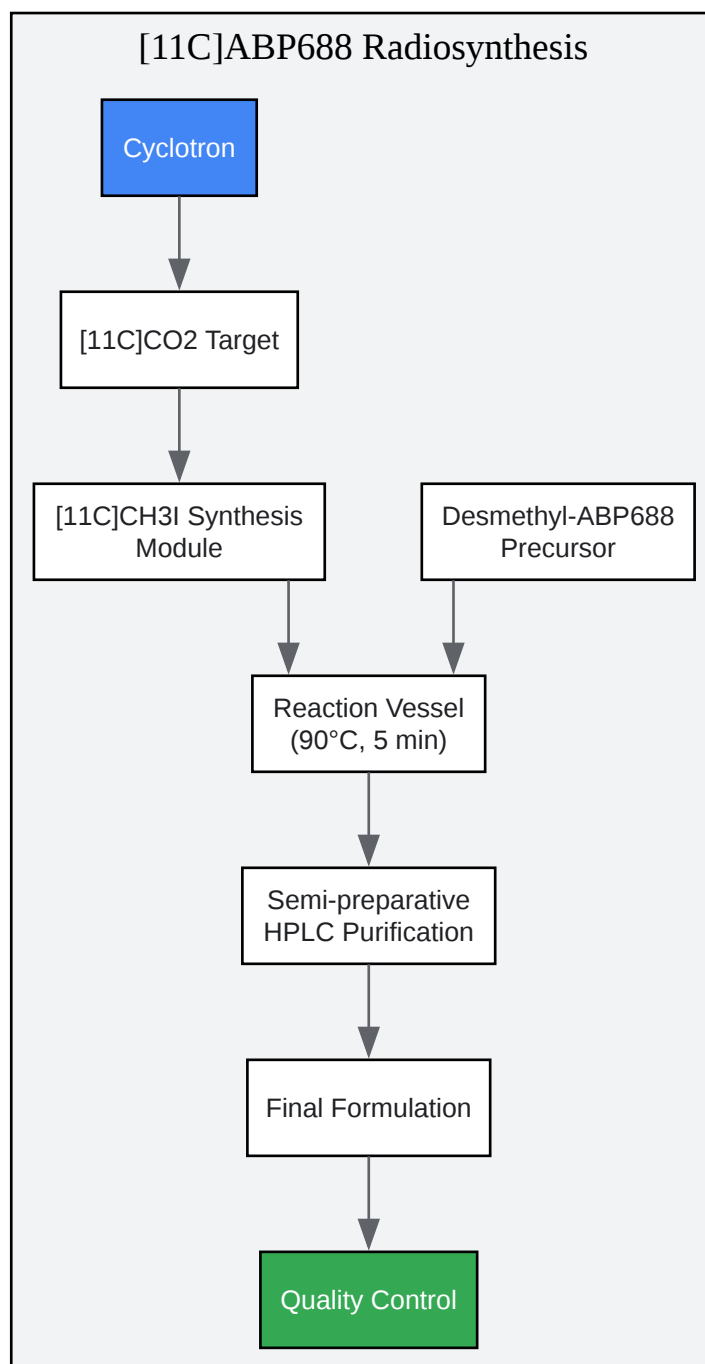 [11C]ABP688 Radiosynthesis
Cyclotron
[11C]CO2 Target
[11C]CH3I Synthesis
Module
Desmethyl-ABP688
Precursor
Reaction Vessel
(90°C, 5 min)
Semi-preparative
HPLC Purification
Final Formulation
Quality Control